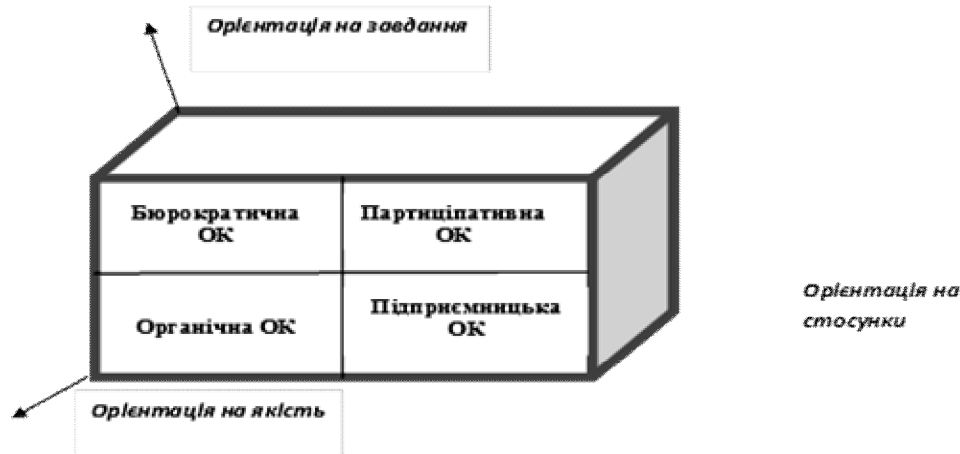 Орієнтація на завдання
Бюрократична
ОК
Партиціпативна
ОК
Органічна ОК
Підприємницька
ОК
Орієнтація на
стосунки
Орієнтація на якість